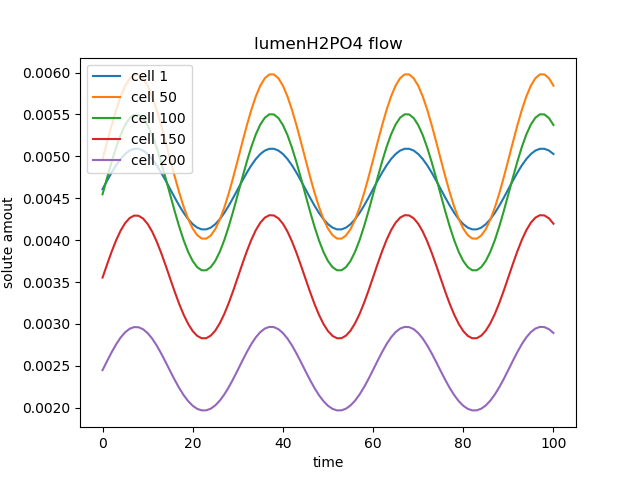 lumenH2PO4 flow
cell 1
cell 50
cell 100
cell 150
cell 200
0.0060
0.0055
0.0050
0.0045
0.0040
0.0035
0.0030
0.0025
0.0020
solute amout
0 20 40 60 80 100
time